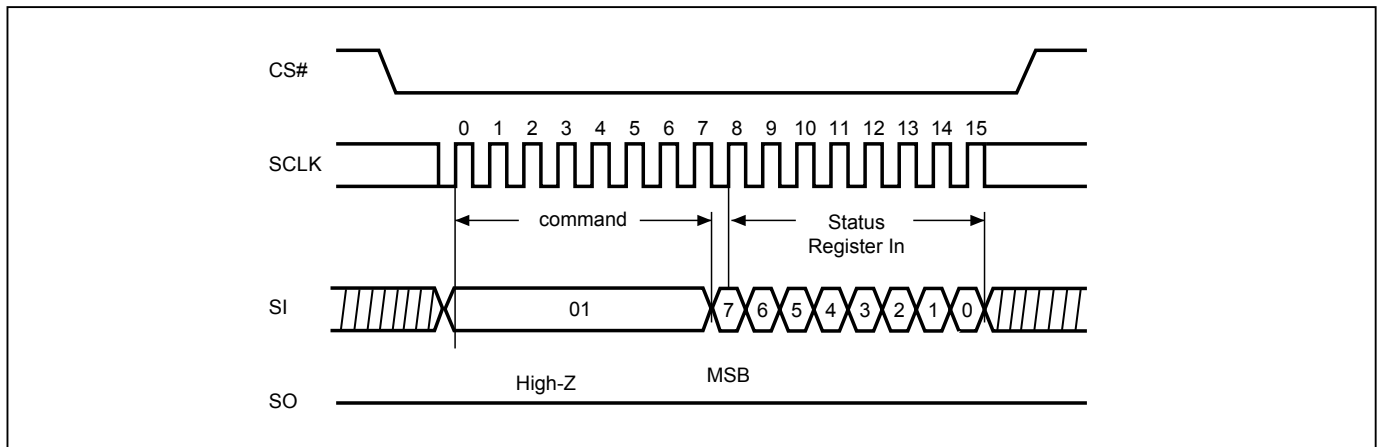 CS#
0 1 2 3 4 5 6 7 8 9 10 11 12 13 14 15
SCLK
command
Status
Register In
SI
01
7 6 5 4 3 2 1 0
High-Z
MSB
SO